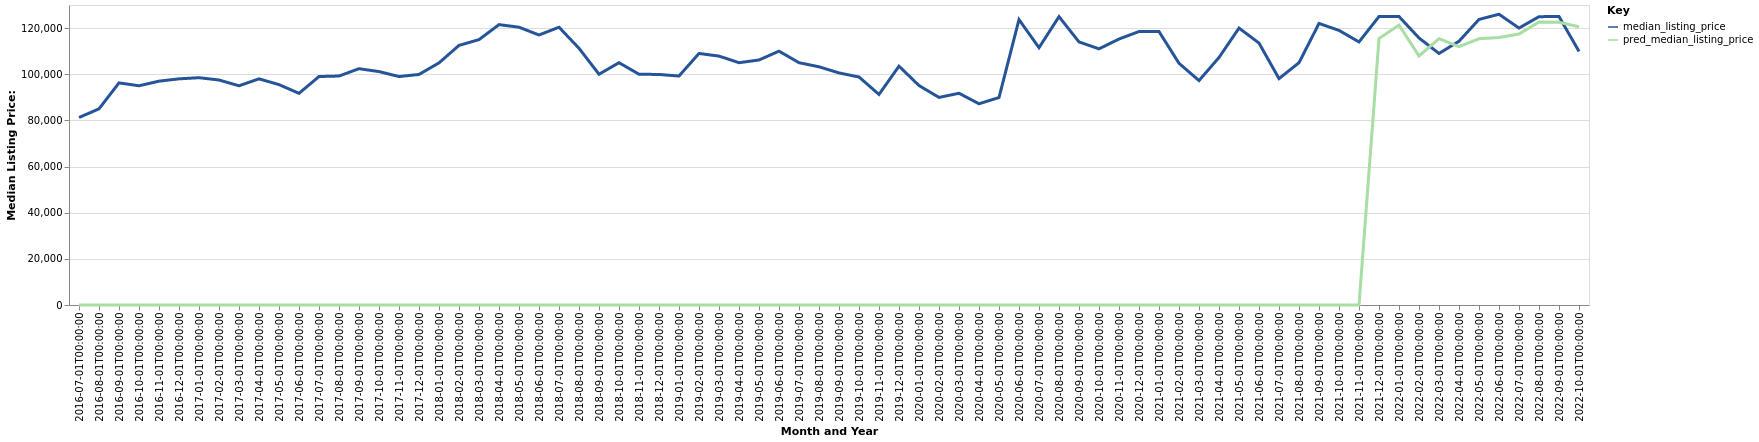 Key
median_listing_price
pred_median_listing_price
Median Listing Price:
120,000
100,000
80,000
60,000
40,000
20,000
0
2016-07-01T00:00:00
2016-08-01T00:00:00
2016-09-01T00:00:00
2016-10-01T00:00:00
2016-11-01T00:00:00
2016-12-01T00:00:00
2017-01-01T00:00:00
2017-02-01T00:00:00
2017-03-01T00:00:00
2017-04-01T00:00:00
2017-05-01T00:00:00
2017-06-01T00:00:00
2017-07-01T00:00:00
2017-08-01T00:00:00
2017-09-01T00:00:00
2017-10-01T00:00:00
2017-11-01T00:00:00
2017-12-01T00:00:00
2018-01-01T00:00:00
2018-02-01T00:00:00
2018-03-01T00:00:00
2018-04-01T00:00:00
2018-05-01T00:00:00
2018-06-01T00:00:00
2018-07-01T00:00:00
2018-08-01T00:00:00
2018-09-01T00:00:00
2018-10-01T00:00:00
2018-11-01T00:00:00
2018-12-01T00:00:00
2019-01-01T00:00:00
2019-02-01T00:00:00
2019-03-01T00:00:00
2019-04-01T00:00:00
2019-05-01T00:00:00
2019-06-01T00:00:00
2019-07-01T00:00:00
2019-08-01T00:00:00
2019-09-01T00:00:00
2019-10-01T00:00:00
2019-11-01T00:00:00
2019-12-01T00:00:00
2020-01-01T00:00:00
2020-02-01T00:00:00
2020-03-01T00:00:00
2020-04-01T00:00:00
2020-05-01T00:00:00
2020-06-01T00:00:00
2020-07-01T00:00:00
2020-08-01T00:00:00
2020-09-01T00:00:00
2020-10-01T00:00:00
2020-11-01T00:00:00
2020-12-01T00:00:00
2021-01-01T00:00:00
2021-02-01T00:00:00
2021-03-01T00:00:00
2021-04-01T00:00:00
2021-05-01T00:00:00
2021-06-01T00:00:00
2021-07-01T00:00:00
2021-08-01T00:00:00
2021-09-01T00:00:00
2021-10-01T00:00:00
2021-11-01T00:00:00
2021-12-01T00:00:00
2022-01-01T00:00:00
2022-02-01T00:00:00
2022-03-01T00:00:00
2022-04-01T00:00:00
2022-05-01T00:00:00
2022-06-01T00:00:00
2022-07-01T00:00:00
2022-08-01T00:00:00
2022-09-01T00:00:00
2022-10-01T00:00:00
Month and Year